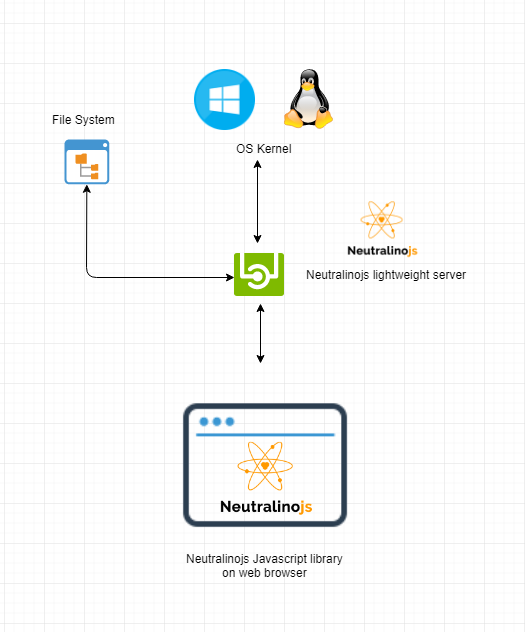 File System
OS Kernel
Neutralinojs
Neutralinojs lightweight server
Neutralinojs
Neutralinojs Javascript library
on web browser